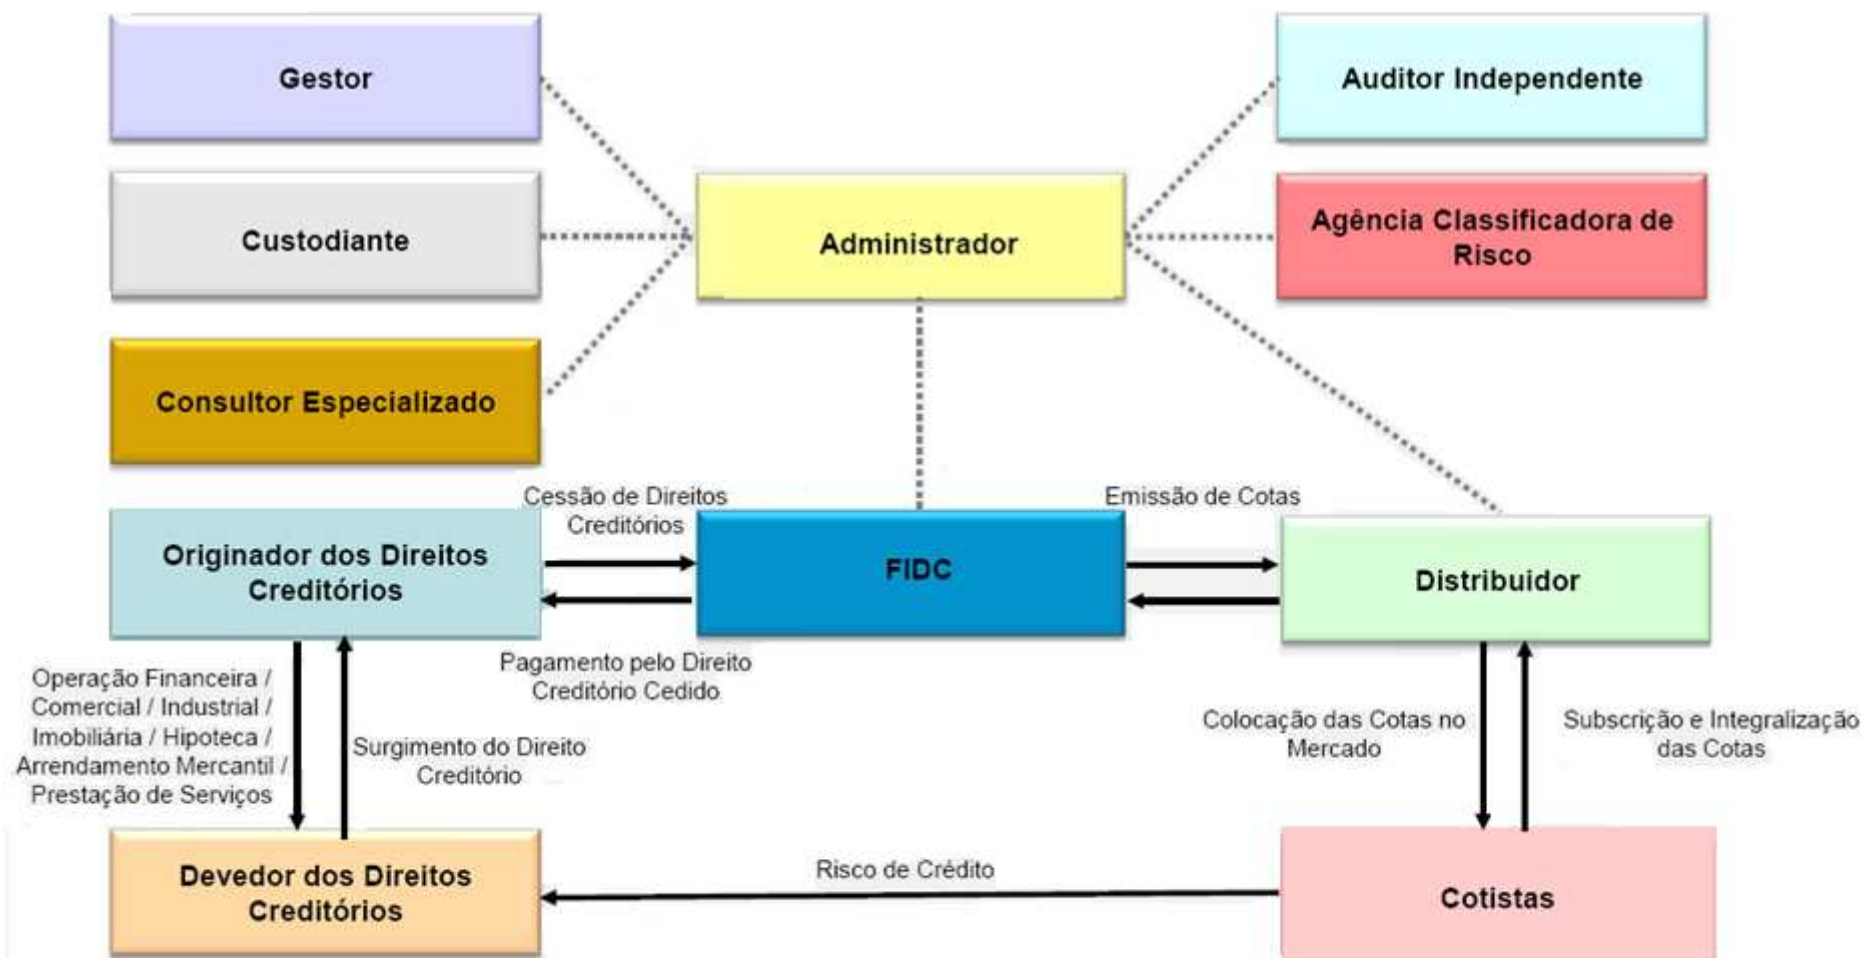 Gestor
Auditor Independente
Custodiante
Administrador
Agência Classificadora de
Risco
Consultor Especializado
Cessão de Direitos
Creditórios
Emissão de Cotas
Originador dos Direitos
Creditórios
FIDC
Distribuidor
Pagamento pelo Direito
Creditório Cedido
Operação Financeira /
Comercial / Industrial /
Imobiliária / Hipoteca /
Arrendamento Mercantil /
Prestação de Serviços
Surgimento do Direito
Creditório
Colocação das Cotas no
Mercado
Subscrição e Integralização
das Cotas
Devedor dos Direitos
Creditórios
Risco de Crédito
Cotistas